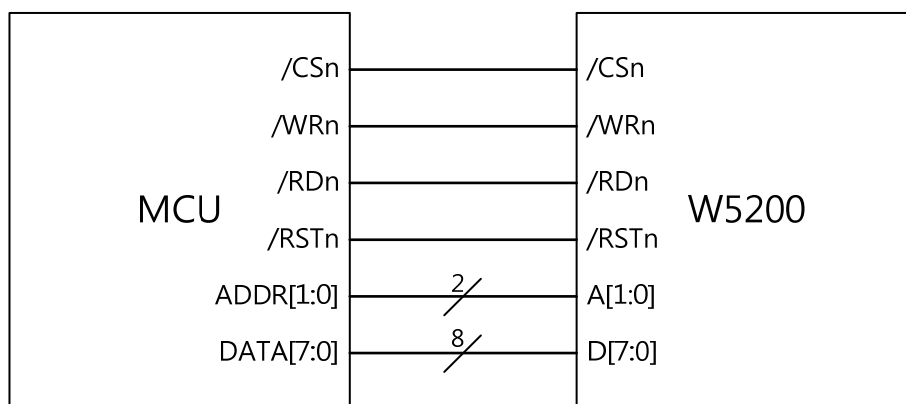 /CSn /CSn
/WRn /WRn
/RDn /RDn
MCU W5200
/RSTn /RSTn
ADDR[1:0] 2 A[1:0]
DATA[7:0] 8 D[7:0]